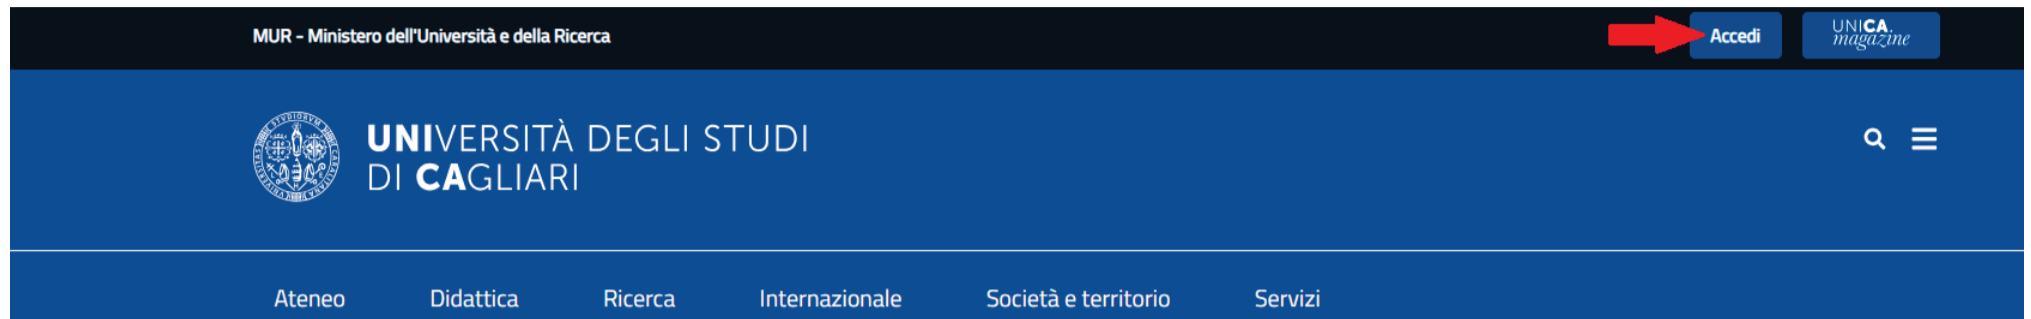 MUR - Ministero dell'Università e della Ricerca
Accedi
UNICA.
magazine
UNIVERSITÀ DEGLI STUDI
DI CAGLIARI
Ateneo Didattica Ricerca Internazionale Società e territorio Servizi